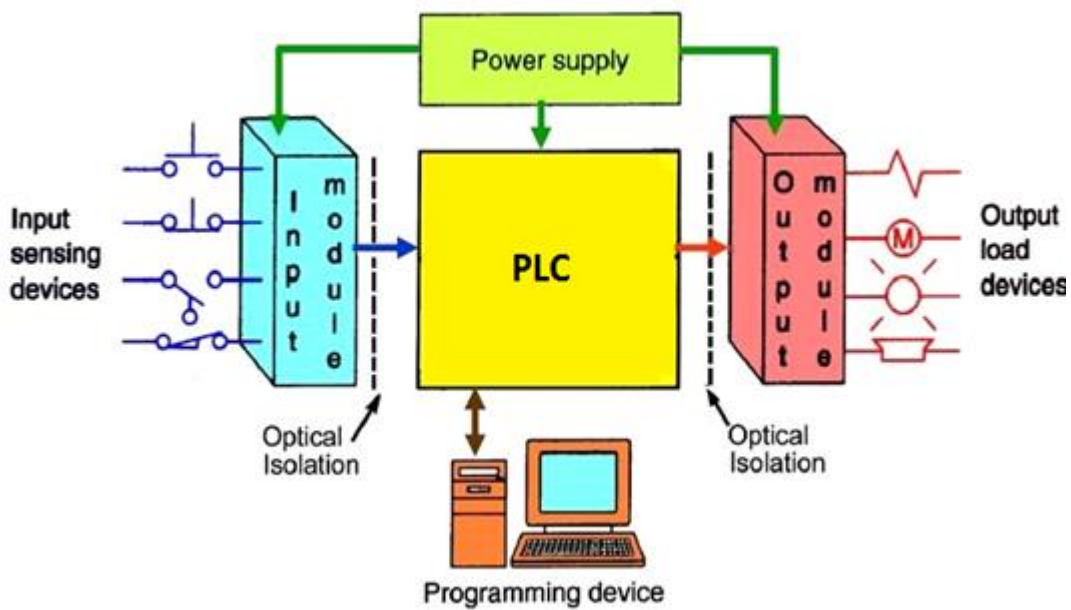 Power supply
Input
sensing
devices
Input
module
PLC
Output
module
M
Output
load
devices
Optical
Isolation
Optical
Isolation
Programming device